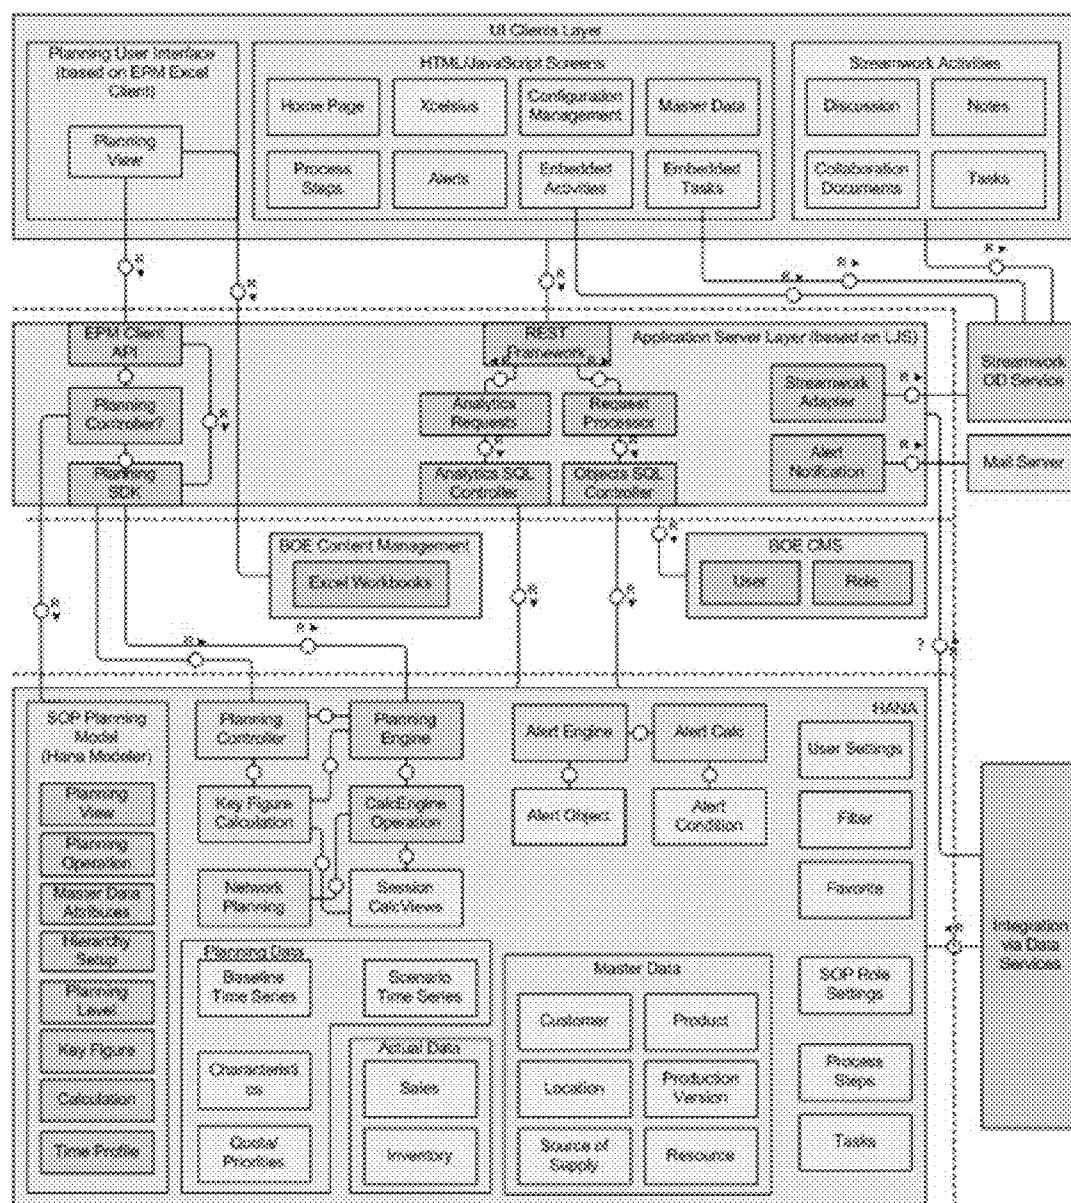 UI Clients Layer
Planning User Interface
(based on EPM Excel
Client)
Planning
View
HTML/JavaScript Screens
Home Page
Xcelsius
Configuration
Management
Master Data
Process
Steps
Alerts
Enbedded
Activities
Embedded
Tasks
Streamwork Activities
Discussion
Notes
Collaboration
Documents
Tasks
R
R
R
R
R
R
Application Server Layer (based on LJS)
EPM Client
API
Planning
Controller?
Planning
SDK
R
REST
Framework
R
R
Analytics
Requests
Request
Processor
R
R
Analytics SQL
Controller
Objects SQL
Controller
Streamwork
Adapter
R
Alert
Notification
R
Streamwork
OD Service
Mail Server
BOE Content Management
Excel Workbooks
R
BOE CMS
User
Role
R
R
R
R
R
?
HANA
SOP Planning
Model
(Hana Modeler)
Planning
View
Planning
Operation
Master Data
Attributes
Hierarchy
Setup
Planning
Level
Key Figure
Calculation
Time Profile
Planning
Controller
Planning
Engine
Key Figure
Calculation
CalcEngine
Operation
Network
Planning
Session
CalcViews
Alert Engine
Alert Calc
Alert Object
Alert
Condition
User Settings
Filter
Favorite
SOP Role
Settings
Process
Steps
Tasks
Planning Data
Baseline
Time Series
Scenario
Time Series
Characteristi
cs
Quota/
Priorities
Actual Data
Sales
Inventory
Master Data
Customer
Product
Location
Production
Version
Source of
Supply
Resource
R
Integration
via Data
Services